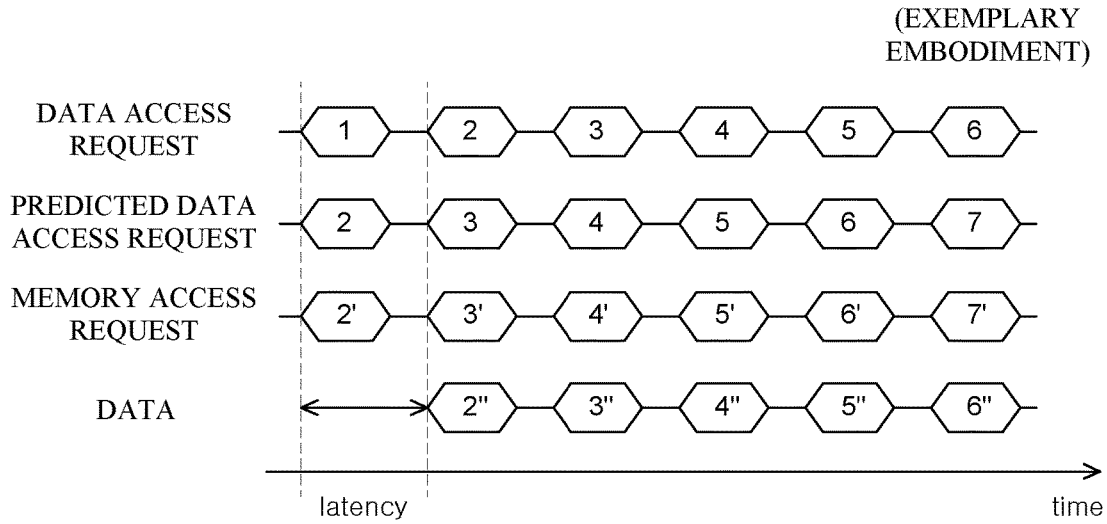 (EXEMPLARY
EMBODIMENT)
DATA ACCESS
REQUEST
1 2 3 4 5 6
PREDICTED DATA
ACCESS REQUEST
2 3 4 5 6 7
MEMORY ACCESS
REQUEST
2' 3' 4' 5' 6' 7'
DATA
2" 3" 4" 5" 6"
latency
time